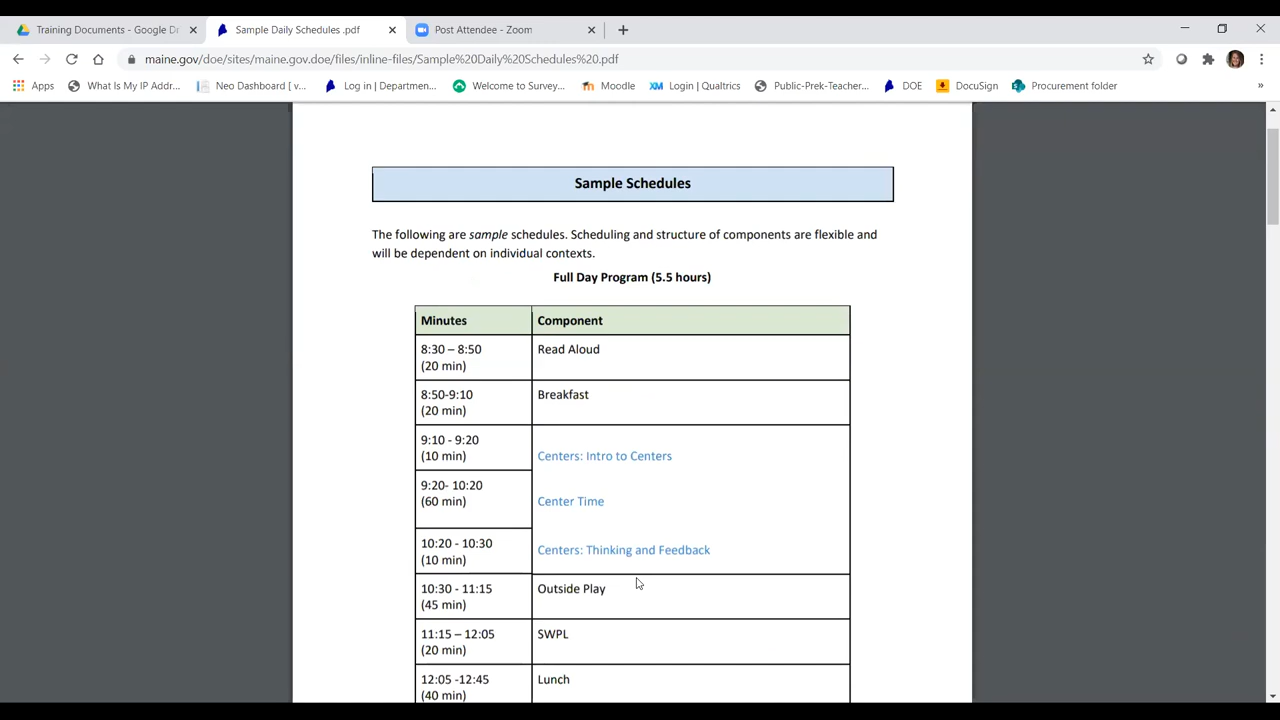 Training Documents - Google Do
Sample Daily Schedules .pdf
Post Attendee - Zoom
maine.gov/doe/sites/maine.gov.doe/files/inline-files/Sample%20Daily%20Schedules%20.pdf
Apps
What Is My IP Addr...
Neo Dashboard [ v...
Log in | Departmen...
Welcome to Survey...
Moodle
Login | Qualtrics
Public-Prek-Teacher...
DOE
DocuSign
Procurement folder
»
Sample Schedules
The following are sample schedules. Scheduling and structure of components are flexible and
will be dependent on individual contexts.
Full Day Program (5.5 hours)
Minutes
Component
8:30 – 8:50
(20 min)
Read Aloud
8:50-9:10
(20 min)
Breakfast
9:10 - 9:20
(10 min)
Centers: Intro to Centers
9:20- 10:20
(60 min)
Center Time
10:20 - 10:30
(10 min)
Centers: Thinking and Feedback
10:30 - 11:15
(45 min)
Outside Play
11:15 – 12:05
(20 min)
SWPL
12:05 -12:45
(40 min)
Lunch